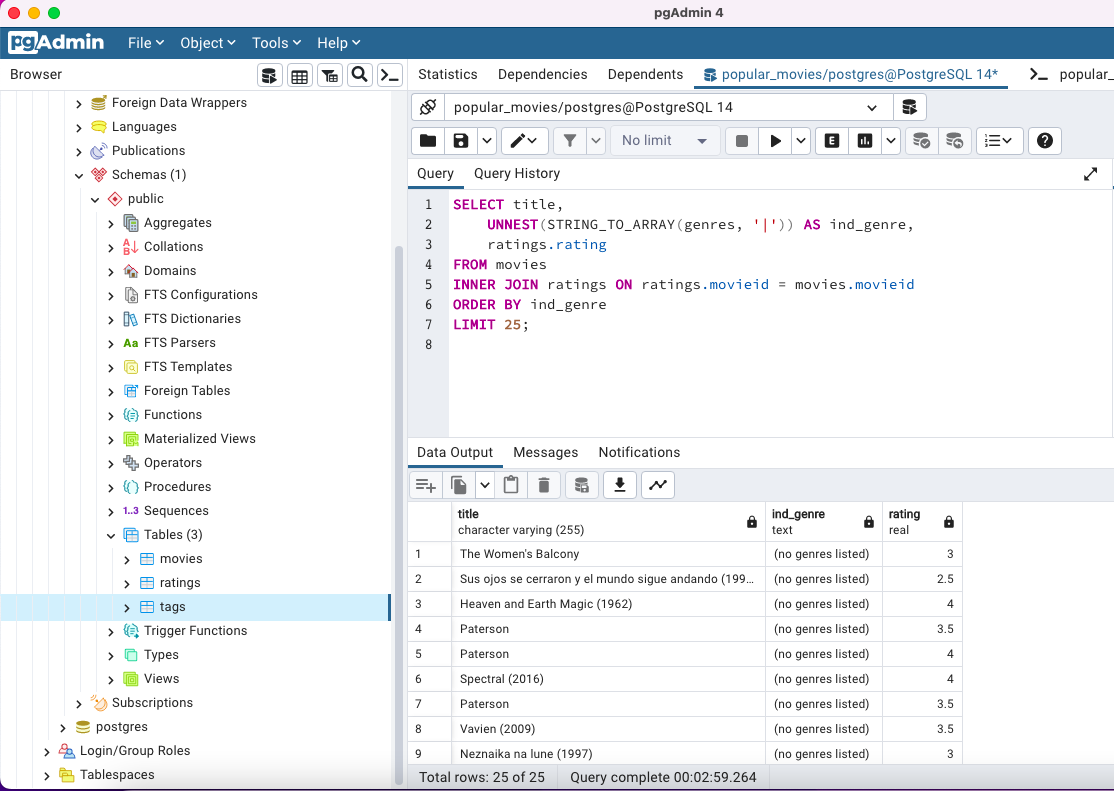 pgAdmin 4
pgAdmin File Object Tools Help
Browser
Statistics Dependencies Dependents popular_movies/postgres@PostgreSQL 14* popular_
Foreign Data Wrappers
Languages
Publications
Schemas (1)
public
Aggregates
Collations
Domains
FTS Configurations
FTS Dictionaries
Aa FTS Parsers
FTS Templates
Foreign Tables
Functions
Materialized Views
Operators
Procedures
1..3 Sequences
Tables (3)
movies
ratings
tags
Trigger Functions
Types
Views
Subscriptions
postgres
Login/Group Roles
Tablespaces
popular_movies/postgres@PostgreSQL 14
No limit E
Query Query History
1 SELECT title,
2 UNNEST(STRING_TO_ARRAY(genres, '|')) AS ind_genre,
3 ratings.rating
4 FROM movies
5 INNER JOIN ratings ON ratings.movieid = movies.movieid
6 ORDER BY ind_genre
7 LIMIT 25;
8
Data Output Messages Notifications
title ind_genre rating
character varying (255) text real
1 The Women's Balcony (no genres listed) 3
2 Sus ojos se cerraron y el mundo sigue andando (199... (no genres listed) 2.5
3 Heaven and Earth Magic (1962) (no genres listed) 4
4 Paterson (no genres listed) 3.5
5 Paterson (no genres listed) 4
6 Spectral (2016) (no genres listed) 4
7 Paterson (no genres listed) 3.5
8 Vavien (2009) (no genres listed) 3.5
9 Neznaika na lune (1997) (no genres listed) 3
Total rows: 25 of 25 Query complete 00:02:59.264